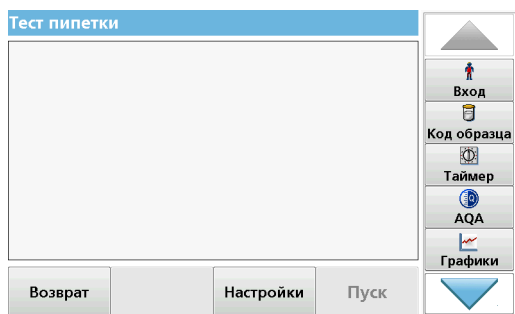 Тест пипетки
Вход
Код образца
Таймер
AQA
Графики
Возврат
Настройки
Пуск